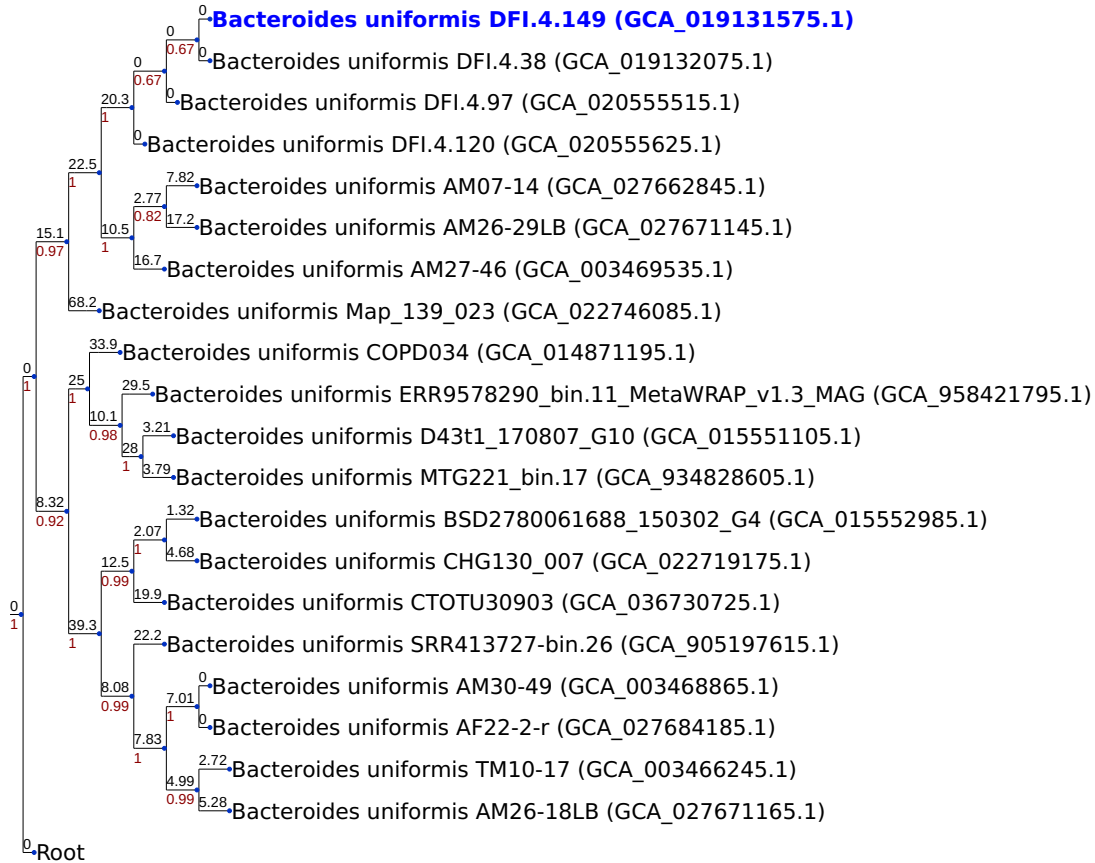 0
Bacteroides uniformis DFI.4.149 (GCA_019131575.1)
0
0.67
0
Bacteroides uniformis DFI.4.38 (GCA_019132075.1)
0
0.67
0
Bacteroides uniformis DFI.4.97 (GCA_020555515.1)
20.3
1
0
Bacteroides uniformis DFI.4.120 (GCA_020555625.1)
22.5
1
7.82
Bacteroides uniformis AM07-14 (GCA_027662845.1)
2.77
0.82
17.2
Bacteroides uniformis AM26-29LB (GCA_027671145.1)
15.1
0.97
10.5
1
16.7
Bacteroides uniformis AM27-46 (GCA_003469535.1)
68.2
Bacteroides uniformis Map_139_023 (GCA_022746085.1)
33.9
Bacteroides uniformis COPD034 (GCA_014871195.1)
0
1
25
1
29.5
Bacteroides uniformis ERR9578290_bin.11_MetaWRAP_v1.3_MAG (GCA_958421795.1)
10.1
0.98
3.21
Bacteroides uniformis D43t1_170807_G10 (GCA_015551105.1)
28
1
3.79
Bacteroides uniformis MTG221_bin.17 (GCA_934828605.1)
8.32
0.92
1.32
Bacteroides uniformis BSD2780061688_150302_G4 (GCA_015552985.1)
2.07
1
4.68
Bacteroides uniformis CHG130_007 (GCA_022719175.1)
12.5
0.99
19.9
Bacteroides uniformis CTOTU30903 (GCA_036730725.1)
0
1
39.3
1
22.2
Bacteroides uniformis SRR413727-bin.26 (GCA_905197615.1)
8.08
0.99
0
Bacteroides uniformis AM30-49 (GCA_003468865.1)
7.01
1
0
Bacteroides uniformis AF22-2-r (GCA_027684185.1)
7.83
1
2.72
Bacteroides uniformis TM10-17 (GCA_003466245.1)
4.99
0.99
5.28
Bacteroides uniformis AM26-18LB (GCA_027671165.1)
0
Root